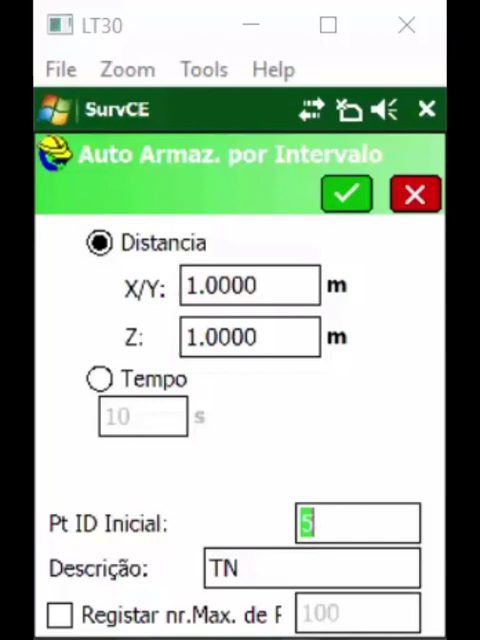 LT30
File Zoom Tools Help
SurvCE
Auto Armaz. por Intervalo
Distancia
X/Y: 1.0000 m
Z: 1.0000 m
Tempo
10 s
Pt ID Inicial: 5
Descrição: TN
Registar nr.Max. de P 100